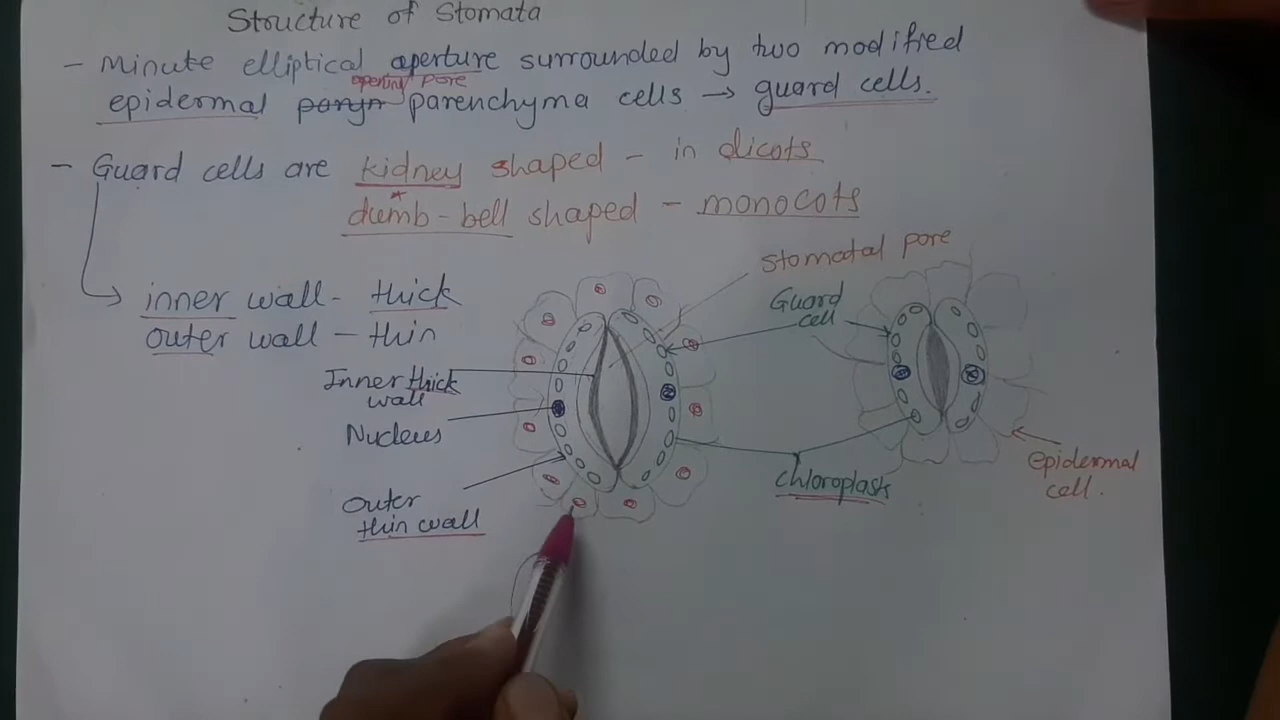 Structure of Stomata
- Minute elliptical aperture surrounded by two modified
opening pore
epidermal parenchyma cells → guard cells.
- Guard cells are kidney shaped - in dicots
dumb-bell shaped - monocots
stomatal pore
Guard
cell
inner wall - thick
outer wall - thin
Inner thick
wall
Nucleus
Outer
thin wall
chloroplasts
epidermal
cell.